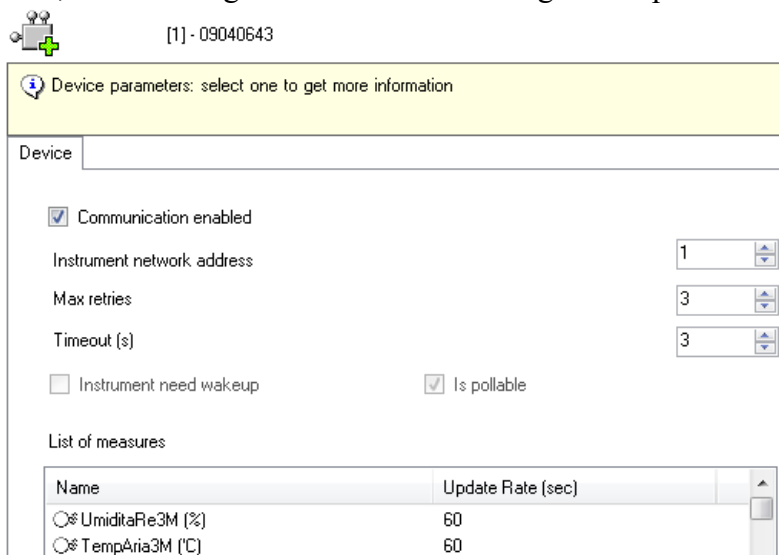 [1] - 09040643
Device parameters: select one to get more information
Device
Communication enabled
Instrument network address 1
Max retries 3
Timeout (s) 3
Instrument need wakeup Is pollable
List of measures
Name Update Rate (sec)
UmiditaRe3M (%) 60
TempAria3M ('C) 60